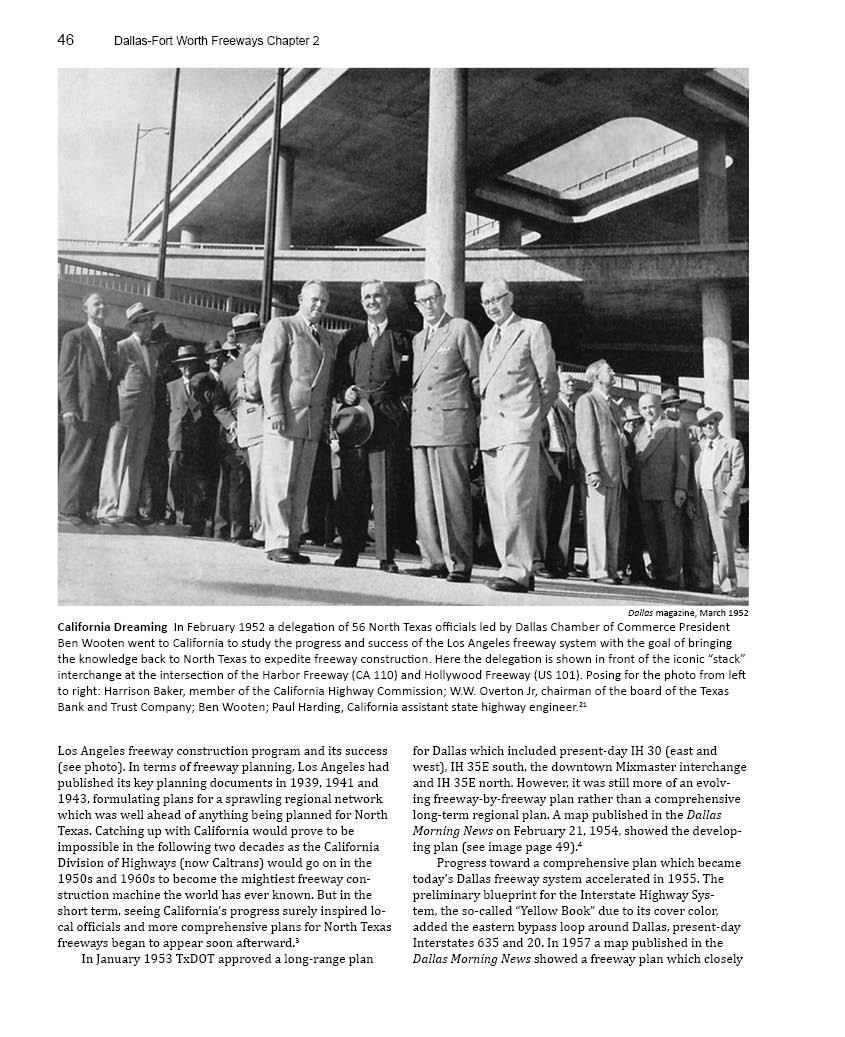 46 Dallas-Fort Worth Freeways Chapter 2
Dallas magazine, March 1952
California Dreaming In February 1952 a delegation of 56 North Texas officials led by Dallas Chamber of Commerce President
Ben Wooten went to California to study the progress and success of the Los Angeles freeway system with the goal of bringing
the knowledge back to North Texas to expedite freeway construction. Here the delegation is shown in front of the iconic “stack”
interchange at the intersection of the Harbor Freeway (CA 110) and Hollywood Freeway (US 101). Posing for the photo from left
to right: Harrison Baker, member of the California Highway Commission; W.W. Overton Jr, chairman of the board of the Texas
Bank and Trust Company; Ben Wooten; Paul Harding, California assistant state highway engineer.²¹
Los Angeles freeway construction program and its success
(see photo). In terms of freeway planning, Los Angeles had
published its key planning documents in 1939, 1941 and
1943, formulating plans for a sprawling regional network
which was well ahead of anything being planned for North
Texas. Catching up with California would prove to be
impossible in the following two decades as the California
Division of Highways (now Caltrans) would go on in the
1950s and 1960s to become the mightiest freeway con-
struction machine the world has ever known. But in the
short term, seeing California’s progress surely inspired lo-
cal officials and more comprehensive plans for North Texas
freeways began to appear soon afterward.³
In January 1953 TxDOT approved a long-range plan
for Dallas which included present-day IH 30 (east and
west), IH 35E south, the downtown Mixmaster interchange
and IH 35E north. However, it was still more of an evolv-
ing freeway-by-freeway plan rather than a comprehensive
long-term regional plan. A map published in the Dallas
Morning News on February 21, 1954, showed the develop-
ing plan (see image page 49).⁴
Progress toward a comprehensive plan which became
today’s Dallas freeway system accelerated in 1955. The
preliminary blueprint for the Interstate Highway Sys-
tem, the so-called “Yellow Book” due to its cover color,
added the eastern bypass loop around Dallas, present-day
Interstates 635 and 20. In 1957 a map published in the
Dallas Morning News showed a freeway plan which closely